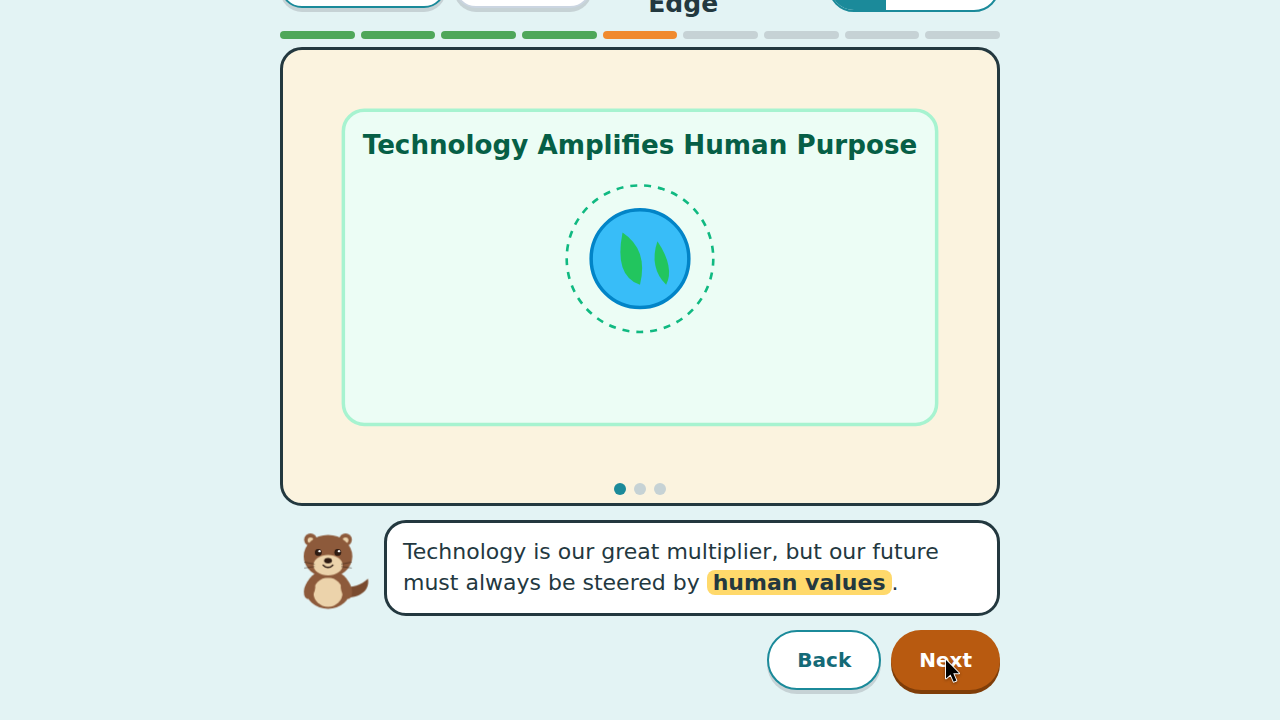 Edge
Technology Amplifies Human Purpose
Technology is our great multiplier, but our future
must always be steered by human values.
Back
Next